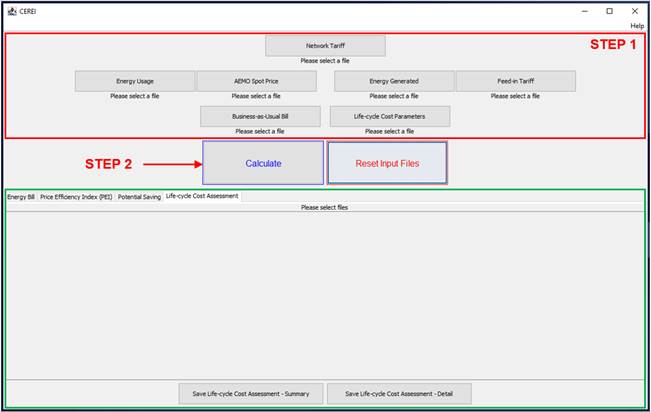 CEREI
Help
Network Tariff
STEP 1
Please select a file
Energy Usage AEMO Spot Price Energy Generated Feed-in Tariff
Please select a file Please select a file Please select a file Please select a file
Business-as-Usual Bill Life-cycle Cost Parameters
Please select a file Please select a file
STEP 2 Calculate Reset Input Files
Energy Bill Price Efficiency Index (PEI) Potential Saving Life-cycle Cost Assessment
Please select files
Save Life-cycle Cost Assessment - Summary Save Life-cycle Cost Assessment - Detail